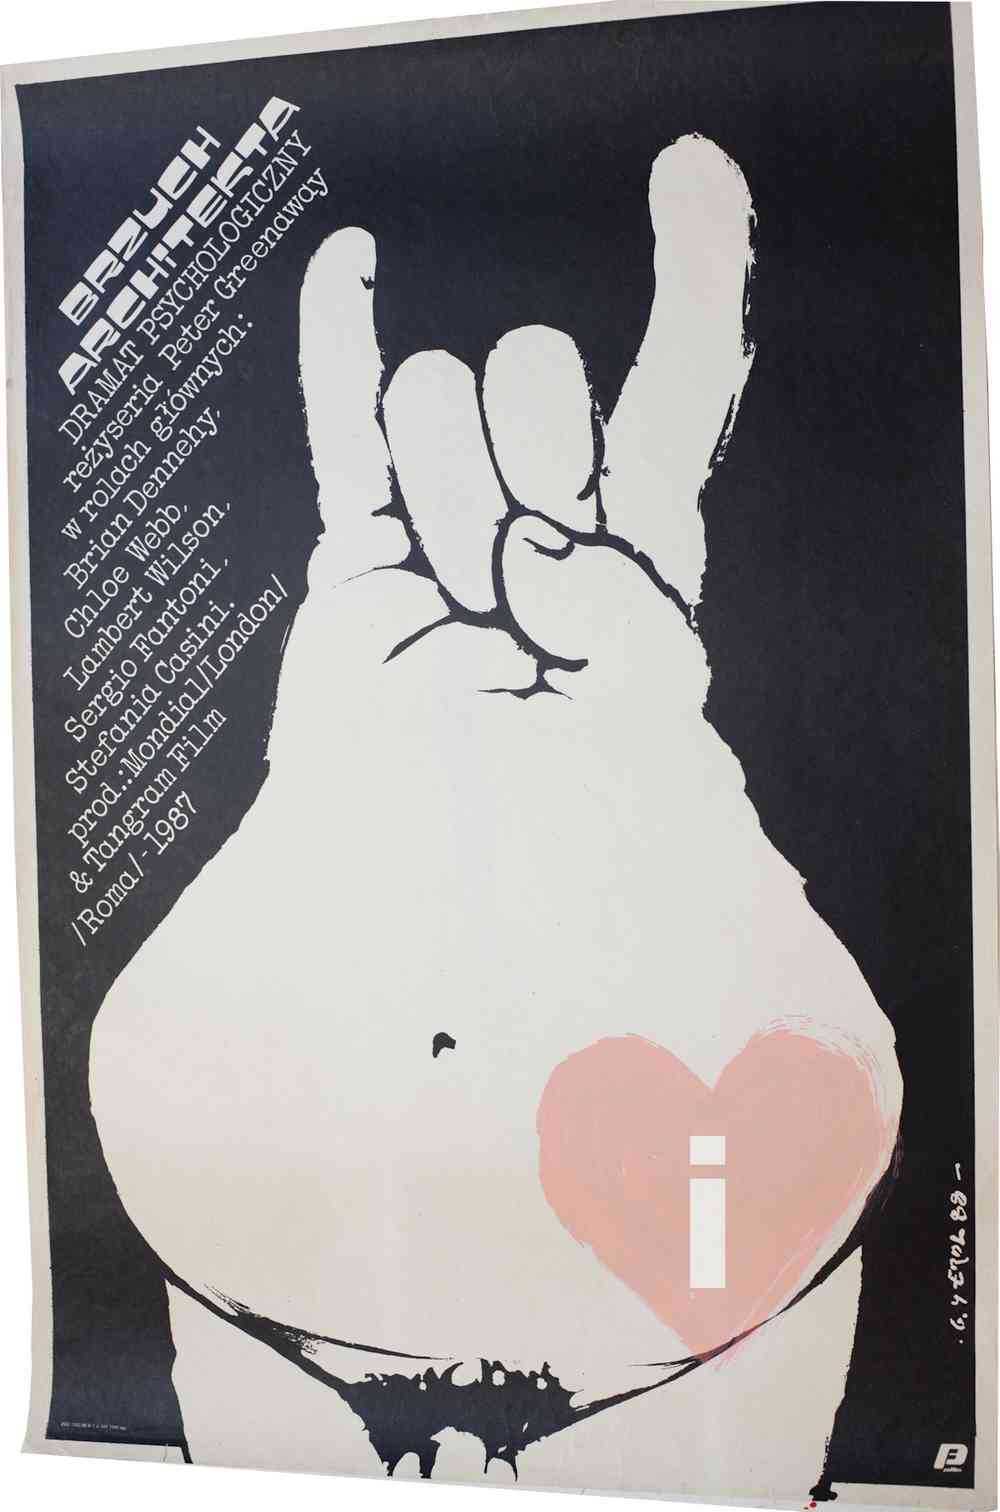 BRZUCH
ARCHITEKTA
DRAMAT PSYCHOLOGICZNY
reżyseria Peter Greenaway
w rolach głównych:
Brian Dennehy,
Chloe Webb,
Lambert Wilson,
Sergio Fantoni,
Stefania Casini.
prod.:Mondial/London/
& Tangram Film
/Roma/-1987
i